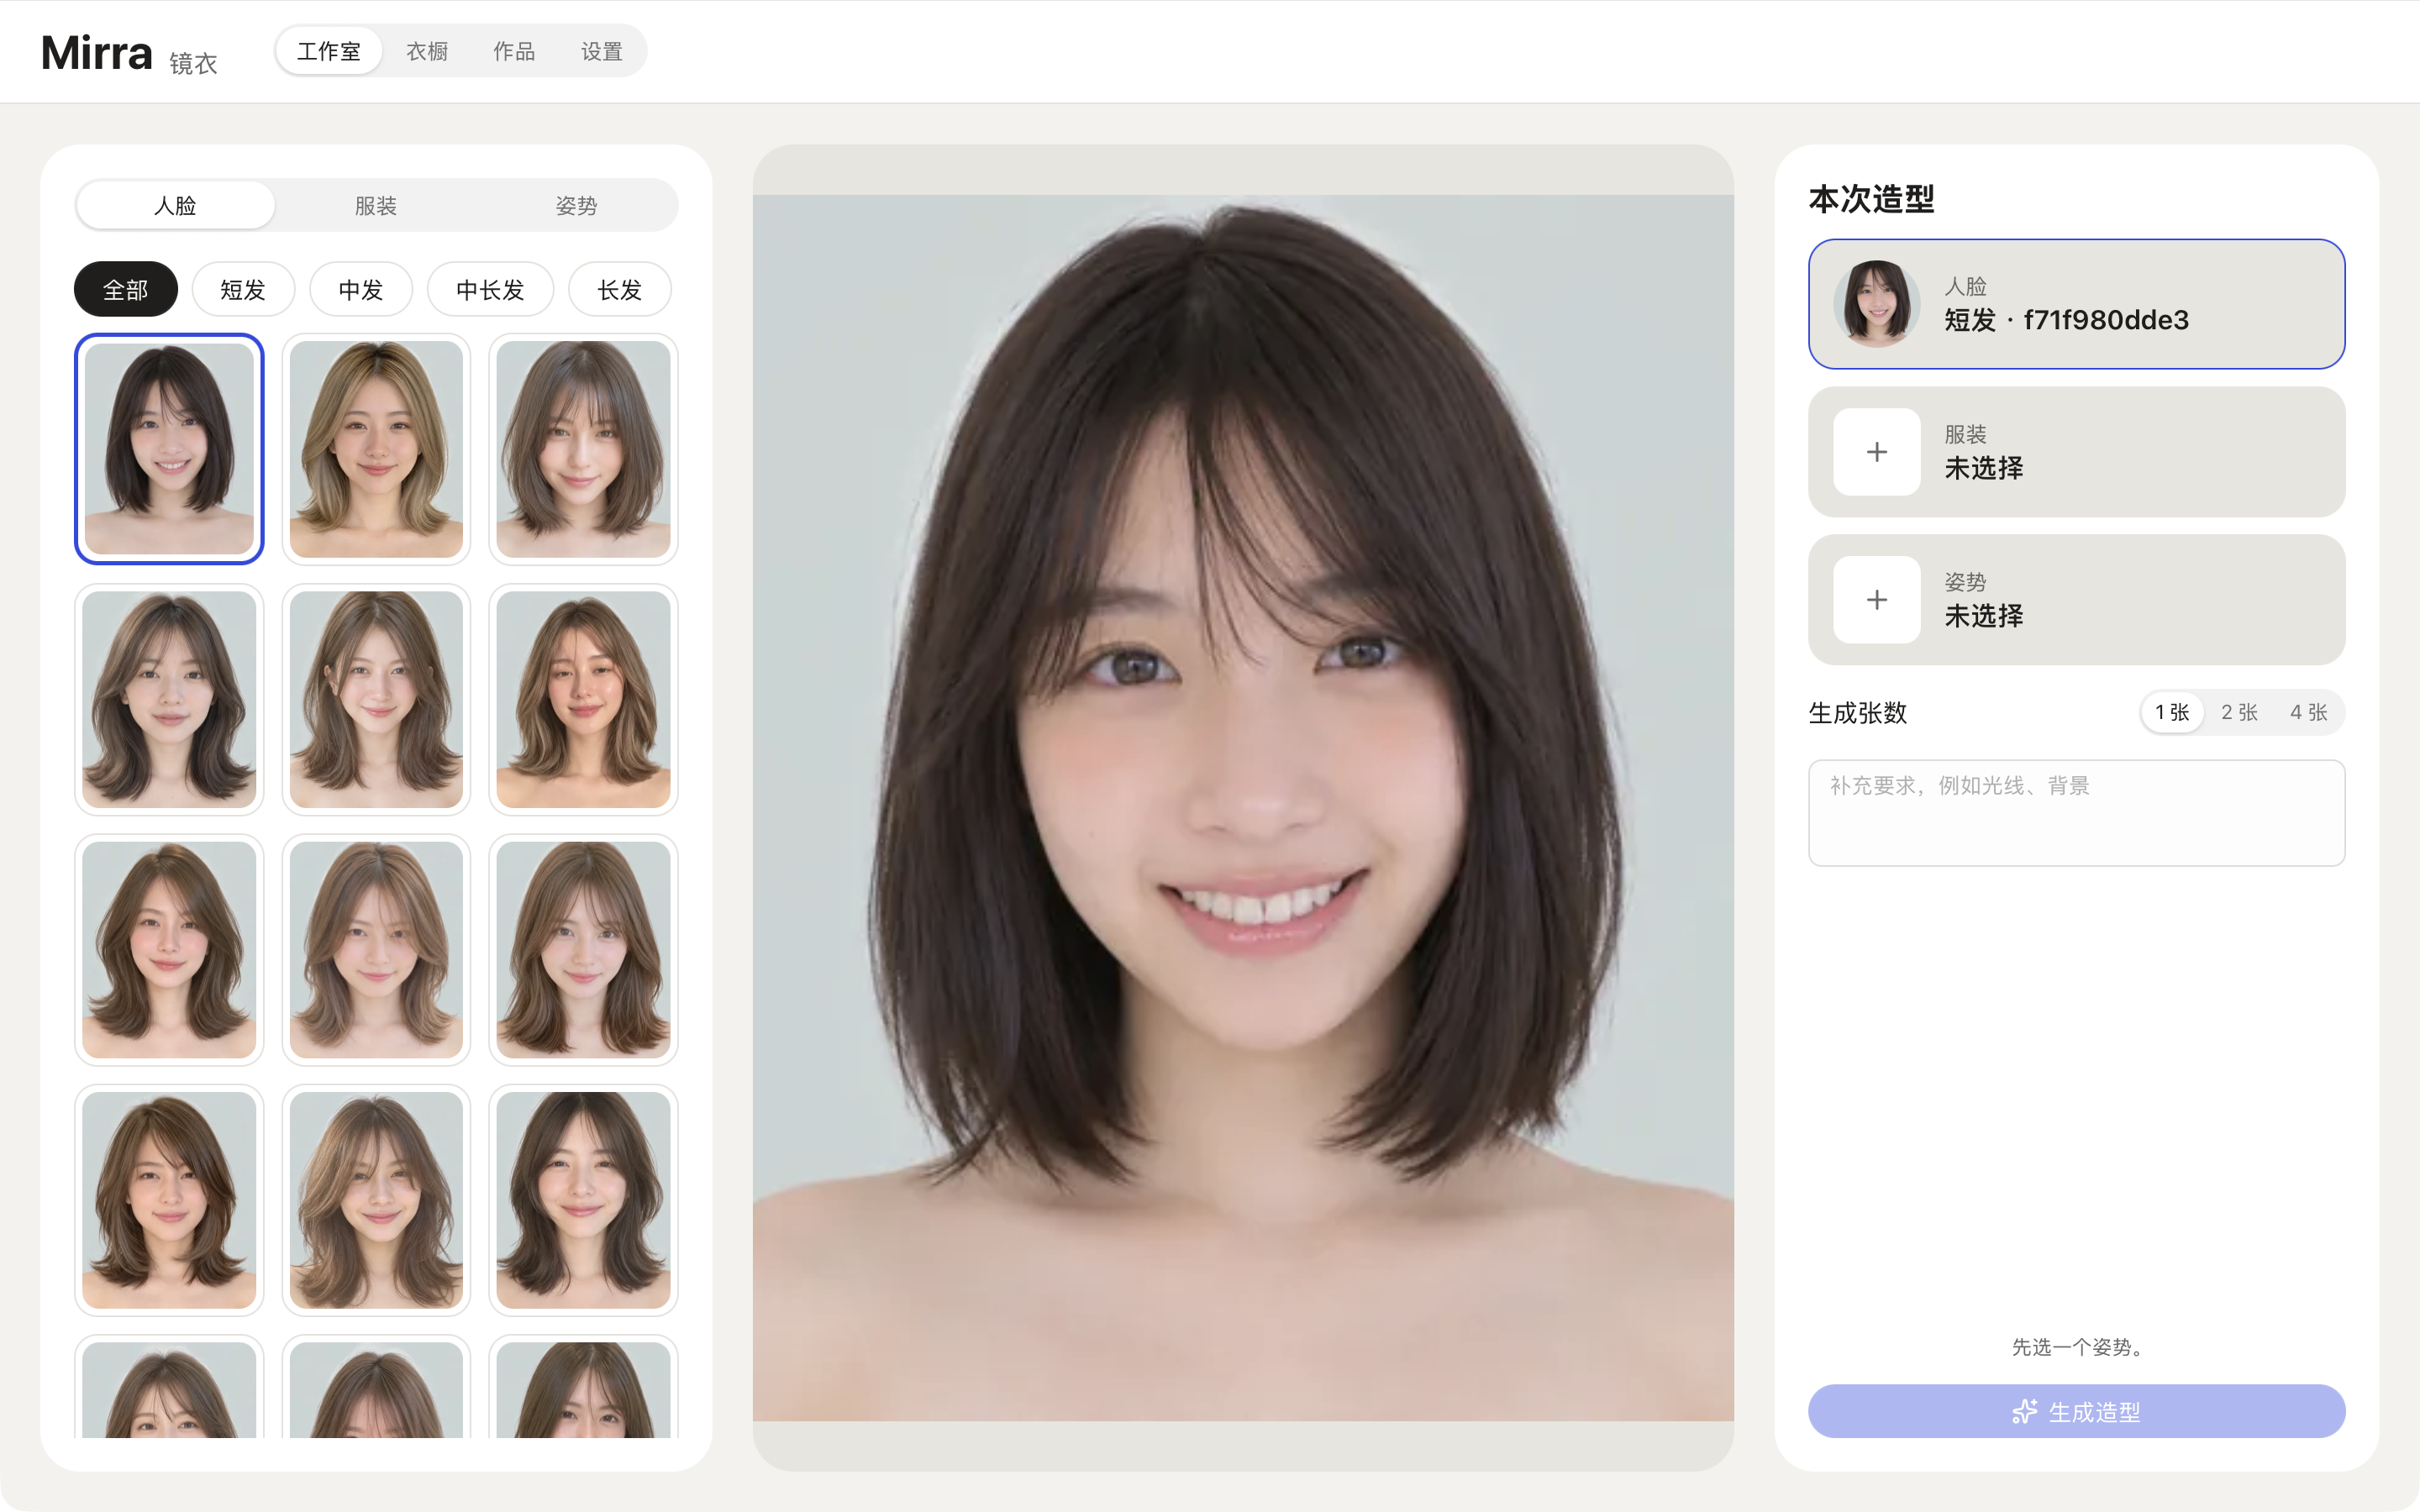 Mirra 镜衣
工作室 衣橱 作品 设置
人脸 服装 姿势
全部 短发 中发 中长发 长发
本次造型
人脸
短发 · f71f980dde3
服装
未选择
姿势
未选择
生成张数 1 张 2 张 4 张
补充要求，例如光线、背景
先选一个姿势。
生成造型